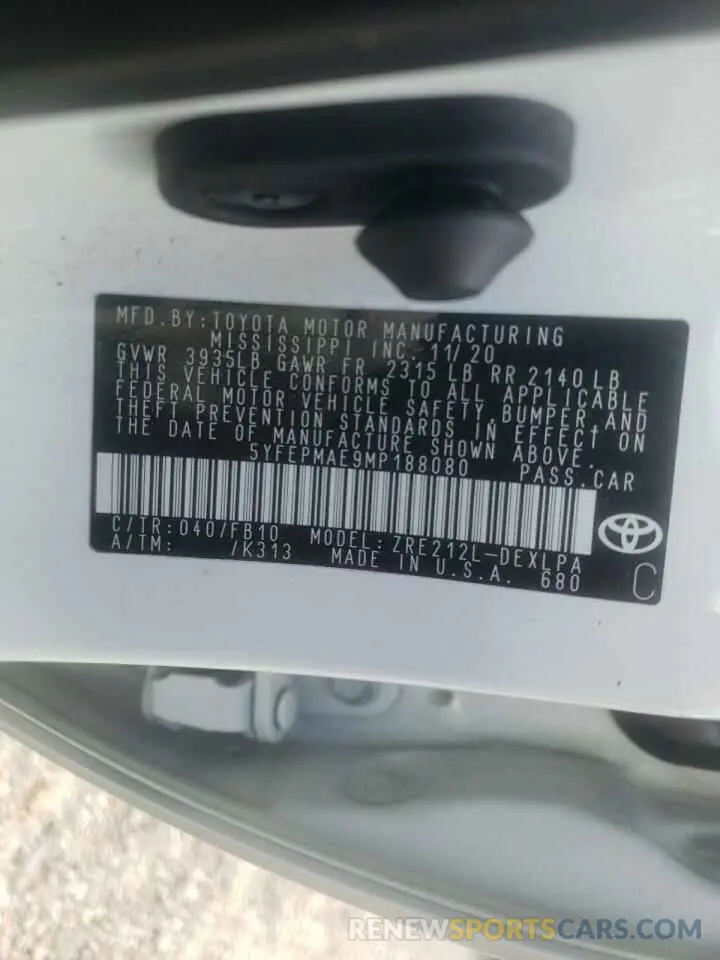 MFD.BY:TOYOTA MOTOR MANUFACTURING
MISSISSIPPI INC. 11/20
GVWR 3935LB GAWR FR 2315 LB RR 2140 LB
THIS VEHICLE CONFORMS TO ALL APPLICABLE
FEDERAL MOTOR VEHICLE SAFETY, BUMPER, AND
THEFT PREVENTION STANDARDS IN EFFECT ON
THE DATE OF MANUFACTURE SHOWN ABOVE.
5YFEPMAE9MP188080 PASS.CAR
C/TR:040/FB10 MODEL:ZRE212L-DEXLPA
A/TM: /K313 MADE IN U.S.A. 680
C
RENEWSPORTSCARS.COM